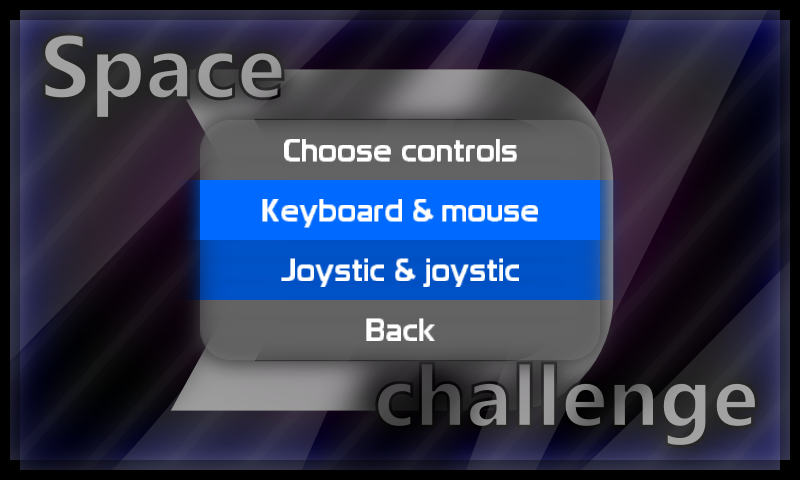 Space
Choose controls
Keyboard & mouse
Joystic & joystic
Back
challenge